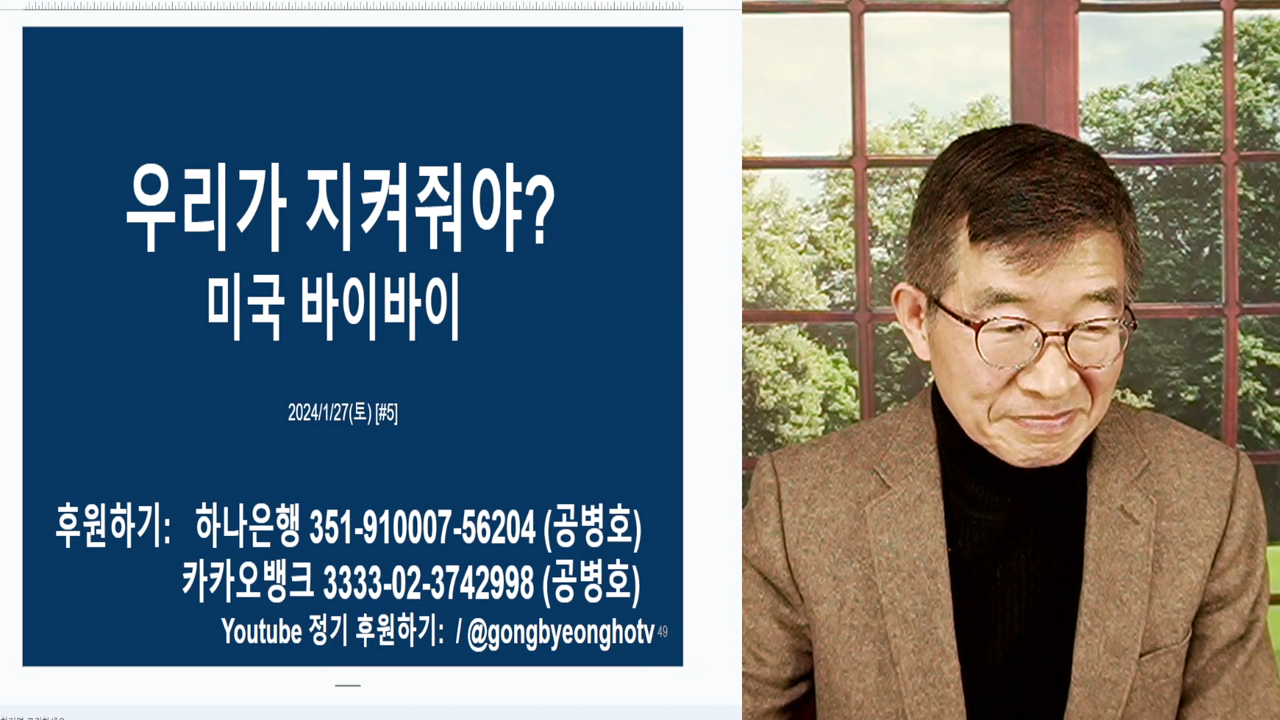 우리가 지켜줘야?
미국 바이바이
2024/1/27(토) [#5]
후원하기: 하나은행 351-910007-56204 (공병호)
카카오뱅크 3333-02-3742998 (공병호)
Youtube 정기 후원하기: / @gongbyeonghotv 49